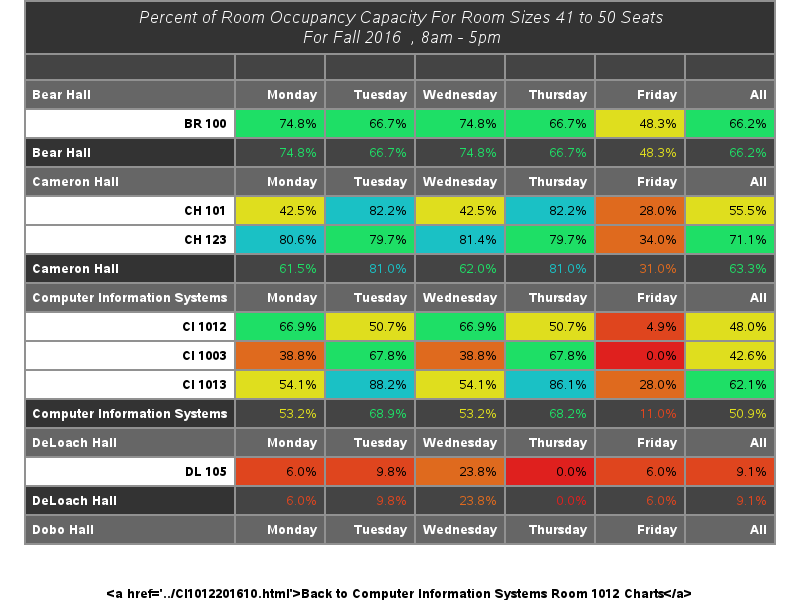 Percent of Room Occupancy Capacity For Room Sizes 41 to 50 Seats
For Fall 2016 , 8am - 5pm
Bear Hall Monday Tuesday Wednesday Thursday Friday All
BR 100 74.8% 66.7% 74.8% 66.7% 48.3% 66.2%
Bear Hall 74.8% 66.7% 74.8% 66.7% 48.3% 66.2%
Cameron Hall Monday Tuesday Wednesday Thursday Friday All
CH 101 42.5% 82.2% 42.5% 82.2% 28.0% 55.5%
CH 123 80.6% 79.7% 81.4% 79.7% 34.0% 71.1%
Cameron Hall 61.5% 81.0% 62.0% 81.0% 31.0% 63.3%
Computer Information Systems Monday Tuesday Wednesday Thursday Friday All
CI 1012 66.9% 50.7% 66.9% 50.7% 4.9% 48.0%
CI 1003 38.8% 67.8% 38.8% 67.8% 0.0% 42.6%
CI 1013 54.1% 88.2% 54.1% 86.1% 28.0% 62.1%
Computer Information Systems 53.2% 68.9% 53.2% 68.2% 11.0% 50.9%
DeLoach Hall Monday Tuesday Wednesday Thursday Friday All
DL 105 6.0% 9.8% 23.8% 0.0% 6.0% 9.1%
DeLoach Hall 6.0% 9.8% 23.8% 0.0% 6.0% 9.1%
Dobo Hall Monday Tuesday Wednesday Thursday Friday All
<a href='../CI1012201610.html'>Back to Computer Information Systems Room 1012 Charts</a>